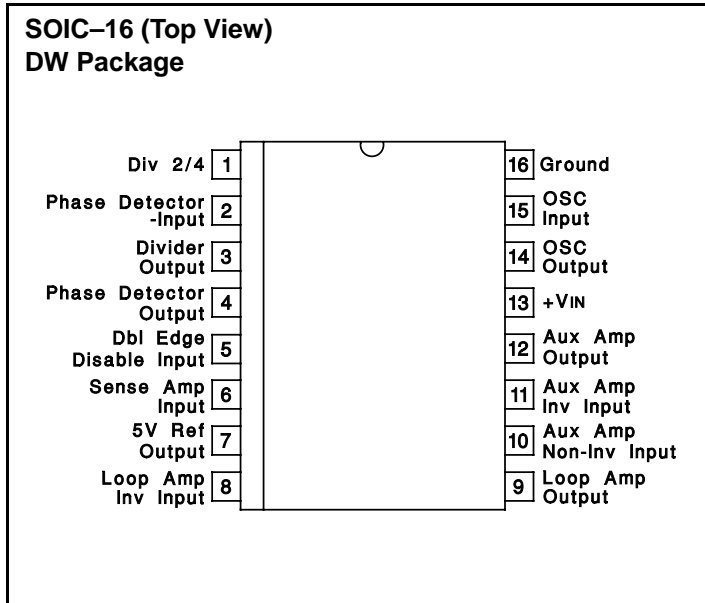 SOIC–16 (Top View)
DW Package
Div 2/4 1
16 Ground
Phase Detector
-Input 2
15 OSC
Input
Divider
Output 3
14 OSC
Output
Phase Detector
Output 4
13 +VIN
Dbl Edge
Disable Input 5
12 Aux Amp
Output
Sense Amp
Input 6
11 Aux Amp
Inv Input
5V Ref
Output 7
10 Aux Amp
Non-Inv Input
Loop Amp
Inv Input 8
9 Loop Amp
Output